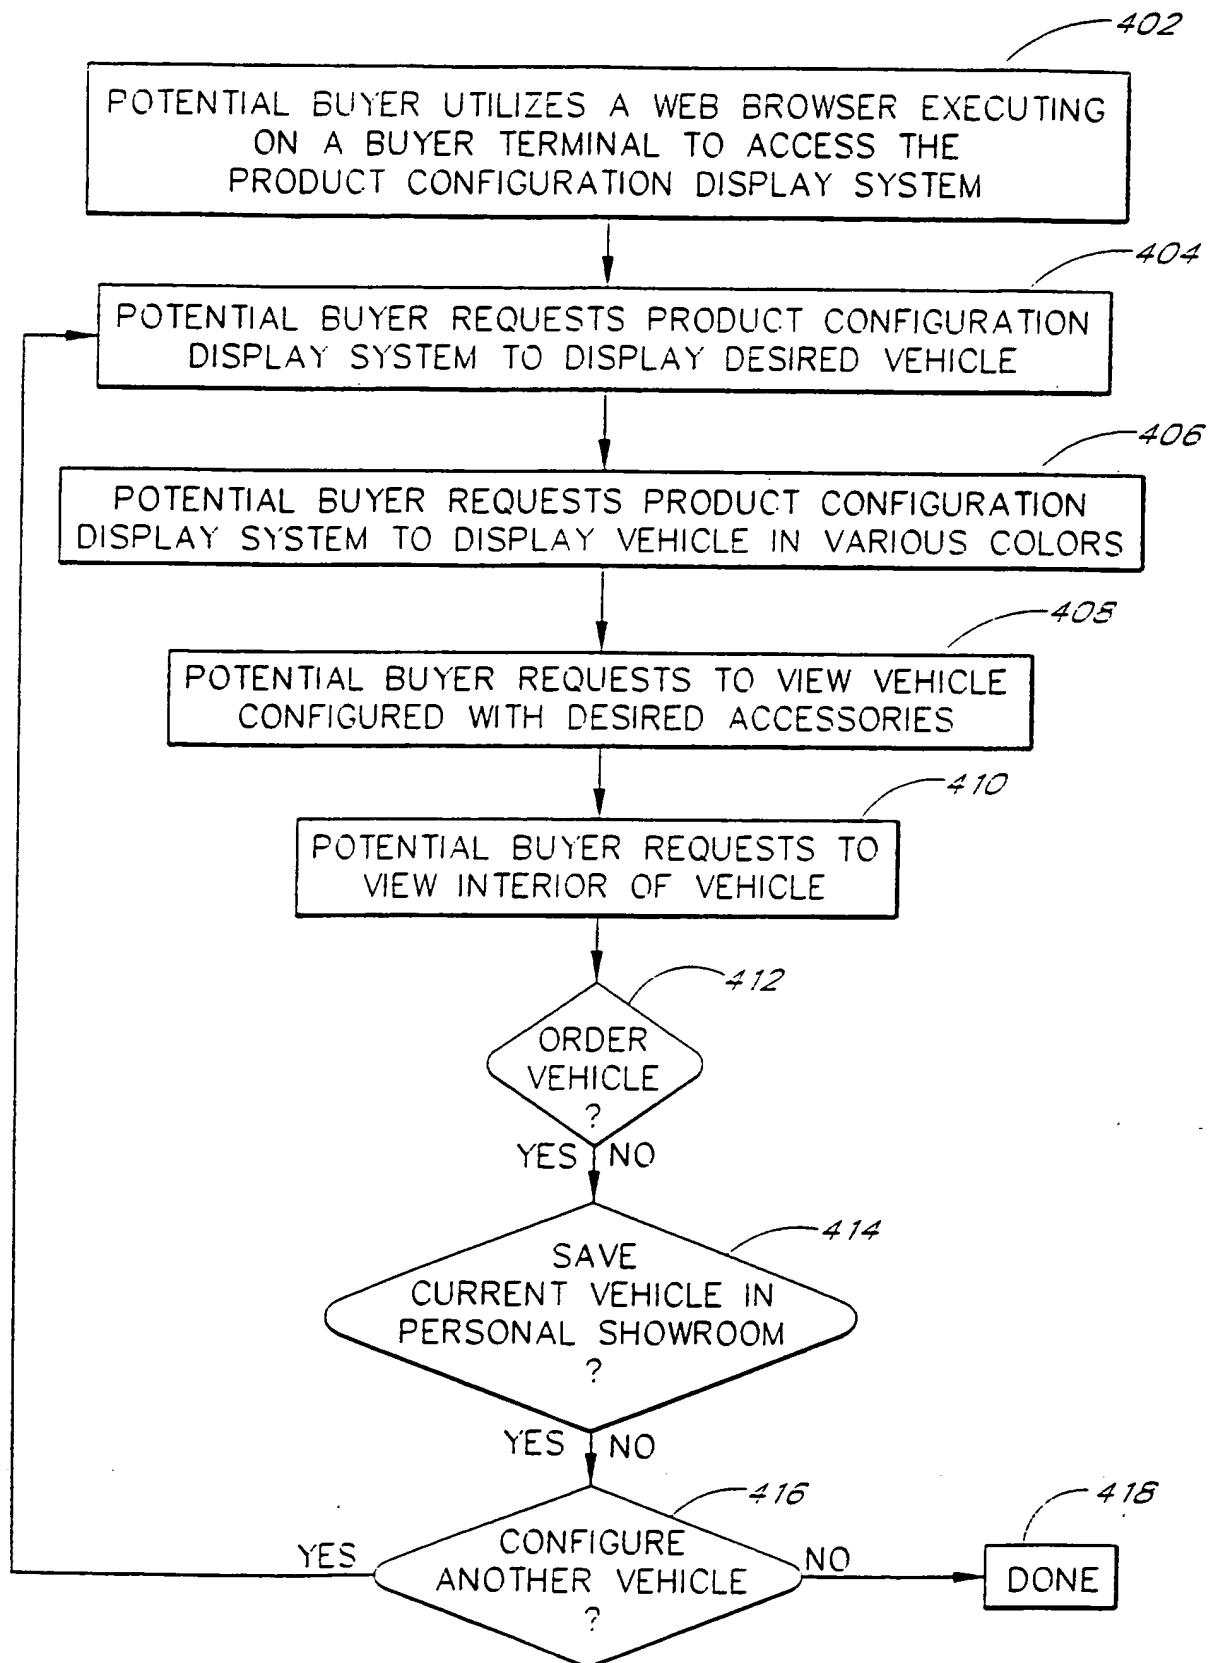 402
POTENTIAL BUYER UTILIZES A WEB BROWSER EXECUTING
ON A BUYER TERMINAL TO ACCESS THE
PRODUCT CONFIGURATION DISPLAY SYSTEM
404
POTENTIAL BUYER REQUESTS PRODUCT CONFIGURATION
DISPLAY SYSTEM TO DISPLAY DESIRED VEHICLE
406
POTENTIAL BUYER REQUESTS PRODUCT CONFIGURATION
DISPLAY SYSTEM TO DISPLAY VEHICLE IN VARIOUS COLORS
408
POTENTIAL BUYER REQUESTS TO VIEW VEHICLE
CONFIGURED WITH DESIRED ACCESSORIES
410
POTENTIAL BUYER REQUESTS TO
VIEW INTERIOR OF VEHICLE
412
ORDER
VEHICLE
?
YES NO
414
SAVE
CURRENT VEHICLE IN
PERSONAL SHOWROOM
?
YES NO
416
CONFIGURE
ANOTHER VEHICLE
?
YES
NO
418
DONE